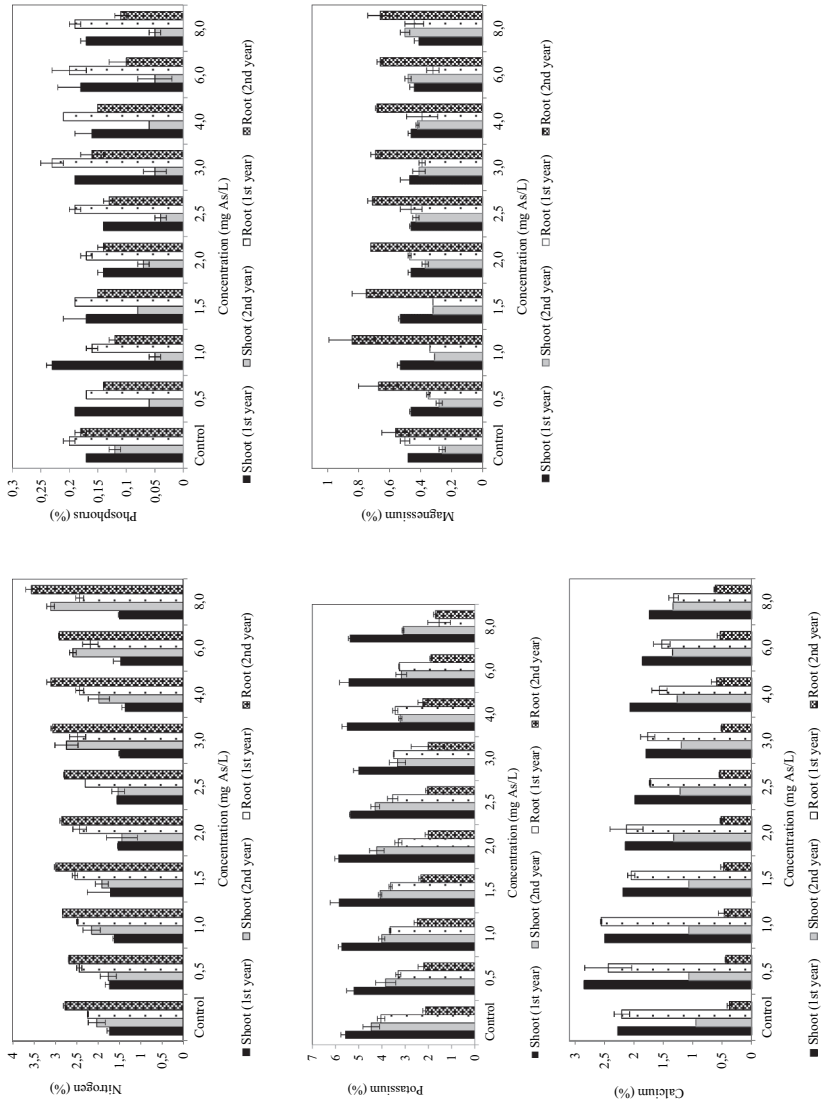 4
3,5
3
2,5
2
1,5
1
0,5
0
Nitrogen (%)
Control 0,5 1,0 1,5 2,0 2,5 3,0 4,0 6,0 8,0
Concentration (mg As/L)
Shoot (1st year) Shoot (2nd year) Root (1st year) Root (2nd year)
0,3
0,25
0,2
0,15
0,1
0,05
0
Phosphorus (%)
Control 0,5 1,0 1,5 2,0 2,5 3,0 4,0 6,0 8,0
Concentration (mg As/L)
Shoot (1st year) Shoot (2nd year) Root (1st year) Root (2nd year)
7
6
5
4
3
2
1
0
Potassium (%)
Control 0,5 1,0 1,5 2,0 2,5 3,0 4,0 6,0 8,0
Concentration (mg As/L)
Shoot (1st year) Shoot (2nd year) Root (1st year) Root (2nd year)
1
0,8
0,6
0,4
0,2
0
Magnessium (%)
Control 0,5 1,0 1,5 2,0 2,5 3,0 4,0 6,0 8,0
Concentration (mg As/L)
Shoot (1st year) Shoot (2nd year) Root (1st year) Root (2nd year)
3
2,5
2
1,5
1
0,5
0
Calcium (%)
Control 0,5 1,0 1,5 2,0 2,5 3,0 4,0 6,0 8,0
Concentration (mg As/L)
Shoot (1st year) Shoot (2nd year) Root (1st year) Root (2nd year)